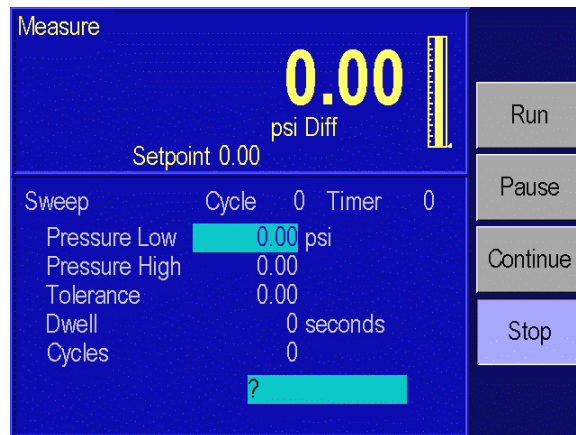 Measure
0.00
psi Diff
Setpoint 0.00
Sweep Cycle 0 Timer 0
Pressure Low 0.00 psi
Pressure High 0.00
Tolerance 0.00
Dwell 0 seconds
Cycles 0
?
Run
Pause
Continue
Stop